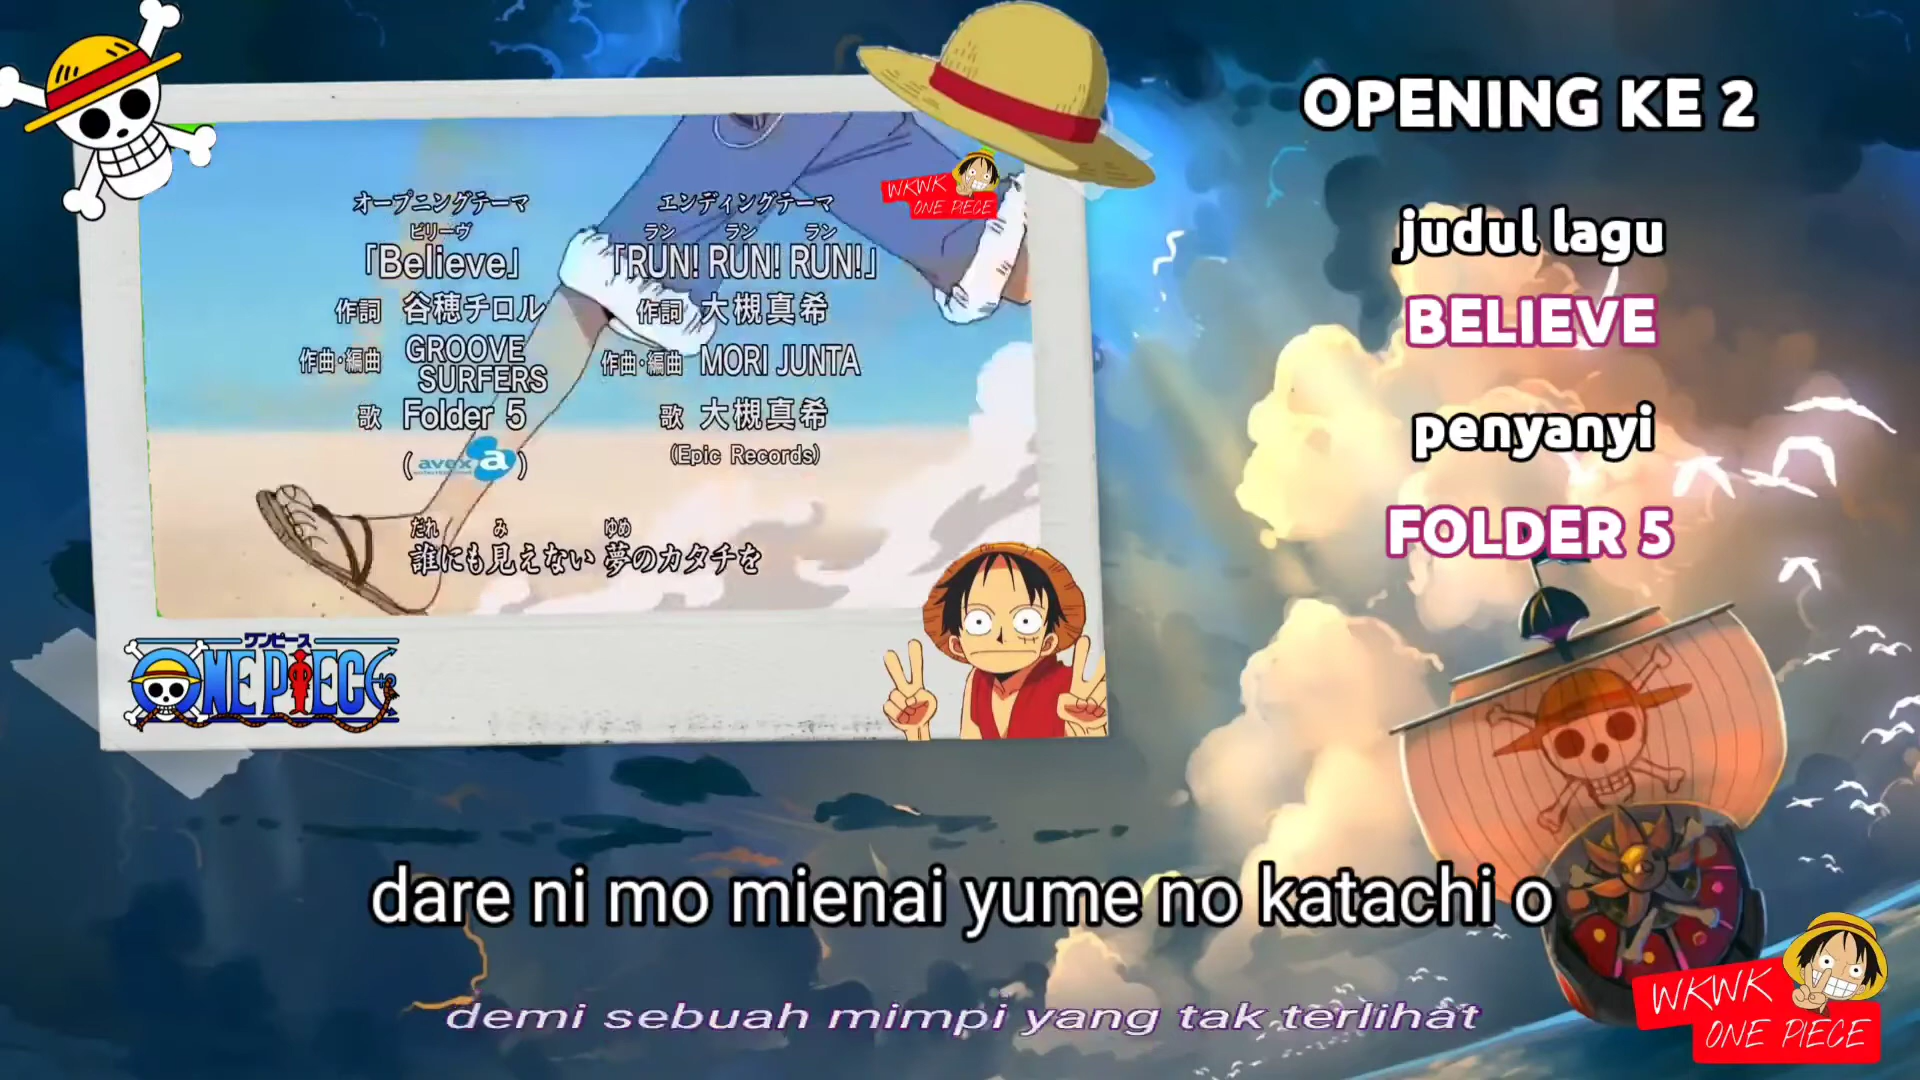 OPENING KE 2
judul lagu
BELIEVE
penyanyi
FOLDER 5
WKWK
ONE PIECE
オープニングテーマ
ビリーヴ
「Believe」
作詞 谷穂チロル
作曲・編曲 GROOVE
SURFERS
歌 Folder 5
(avex a)
エンディングテーマ
ラン ラン ラン
「RUN! RUN! RUN!」
作詞 大槻真希
作曲・編曲 MORI JUNTA
歌 大槻真希
(Epic Records)
だれ み ゆめ
誰にも見えない 夢のカタチを
ワンピース
ONE PIECE
dare ni mo mienai yume no katachi o
demi sebuah mimpi yang tak terlihat
WKWK
ONE PIECE